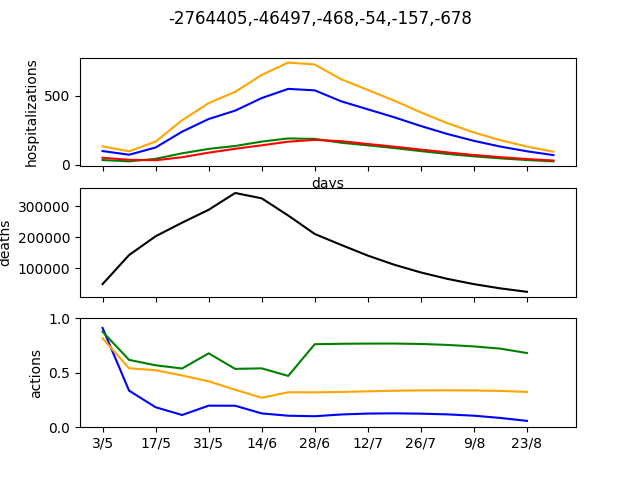 -2764405,-46497,-468,-54,-157,-678
hospitalizations
500
0
days
deaths
300000
200000
100000
actions
1.0
0.5
0.0
3/5 17/5 31/5 14/6 28/6 12/7 26/7 9/8 23/8